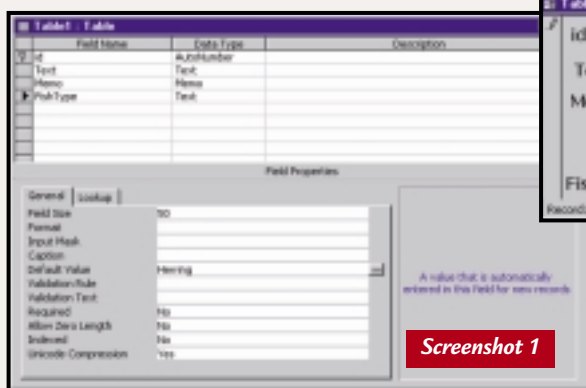 Table1 : Table
Field Name Data Type Description
id AutoNumber
Text Text
Memo Memo
FishType Text
Field Properties
General Lookup
Field Size 50
Format
Input Mask
Caption
Default Value Herring
Validation Rule
Validation Text
Required No
Allow Zero Length No
Indexed No
Unicode Compression Yes
A value that is automatically
entered in this field for new records
Screenshot 1
Tabl
id
T
M
Fis
Record: